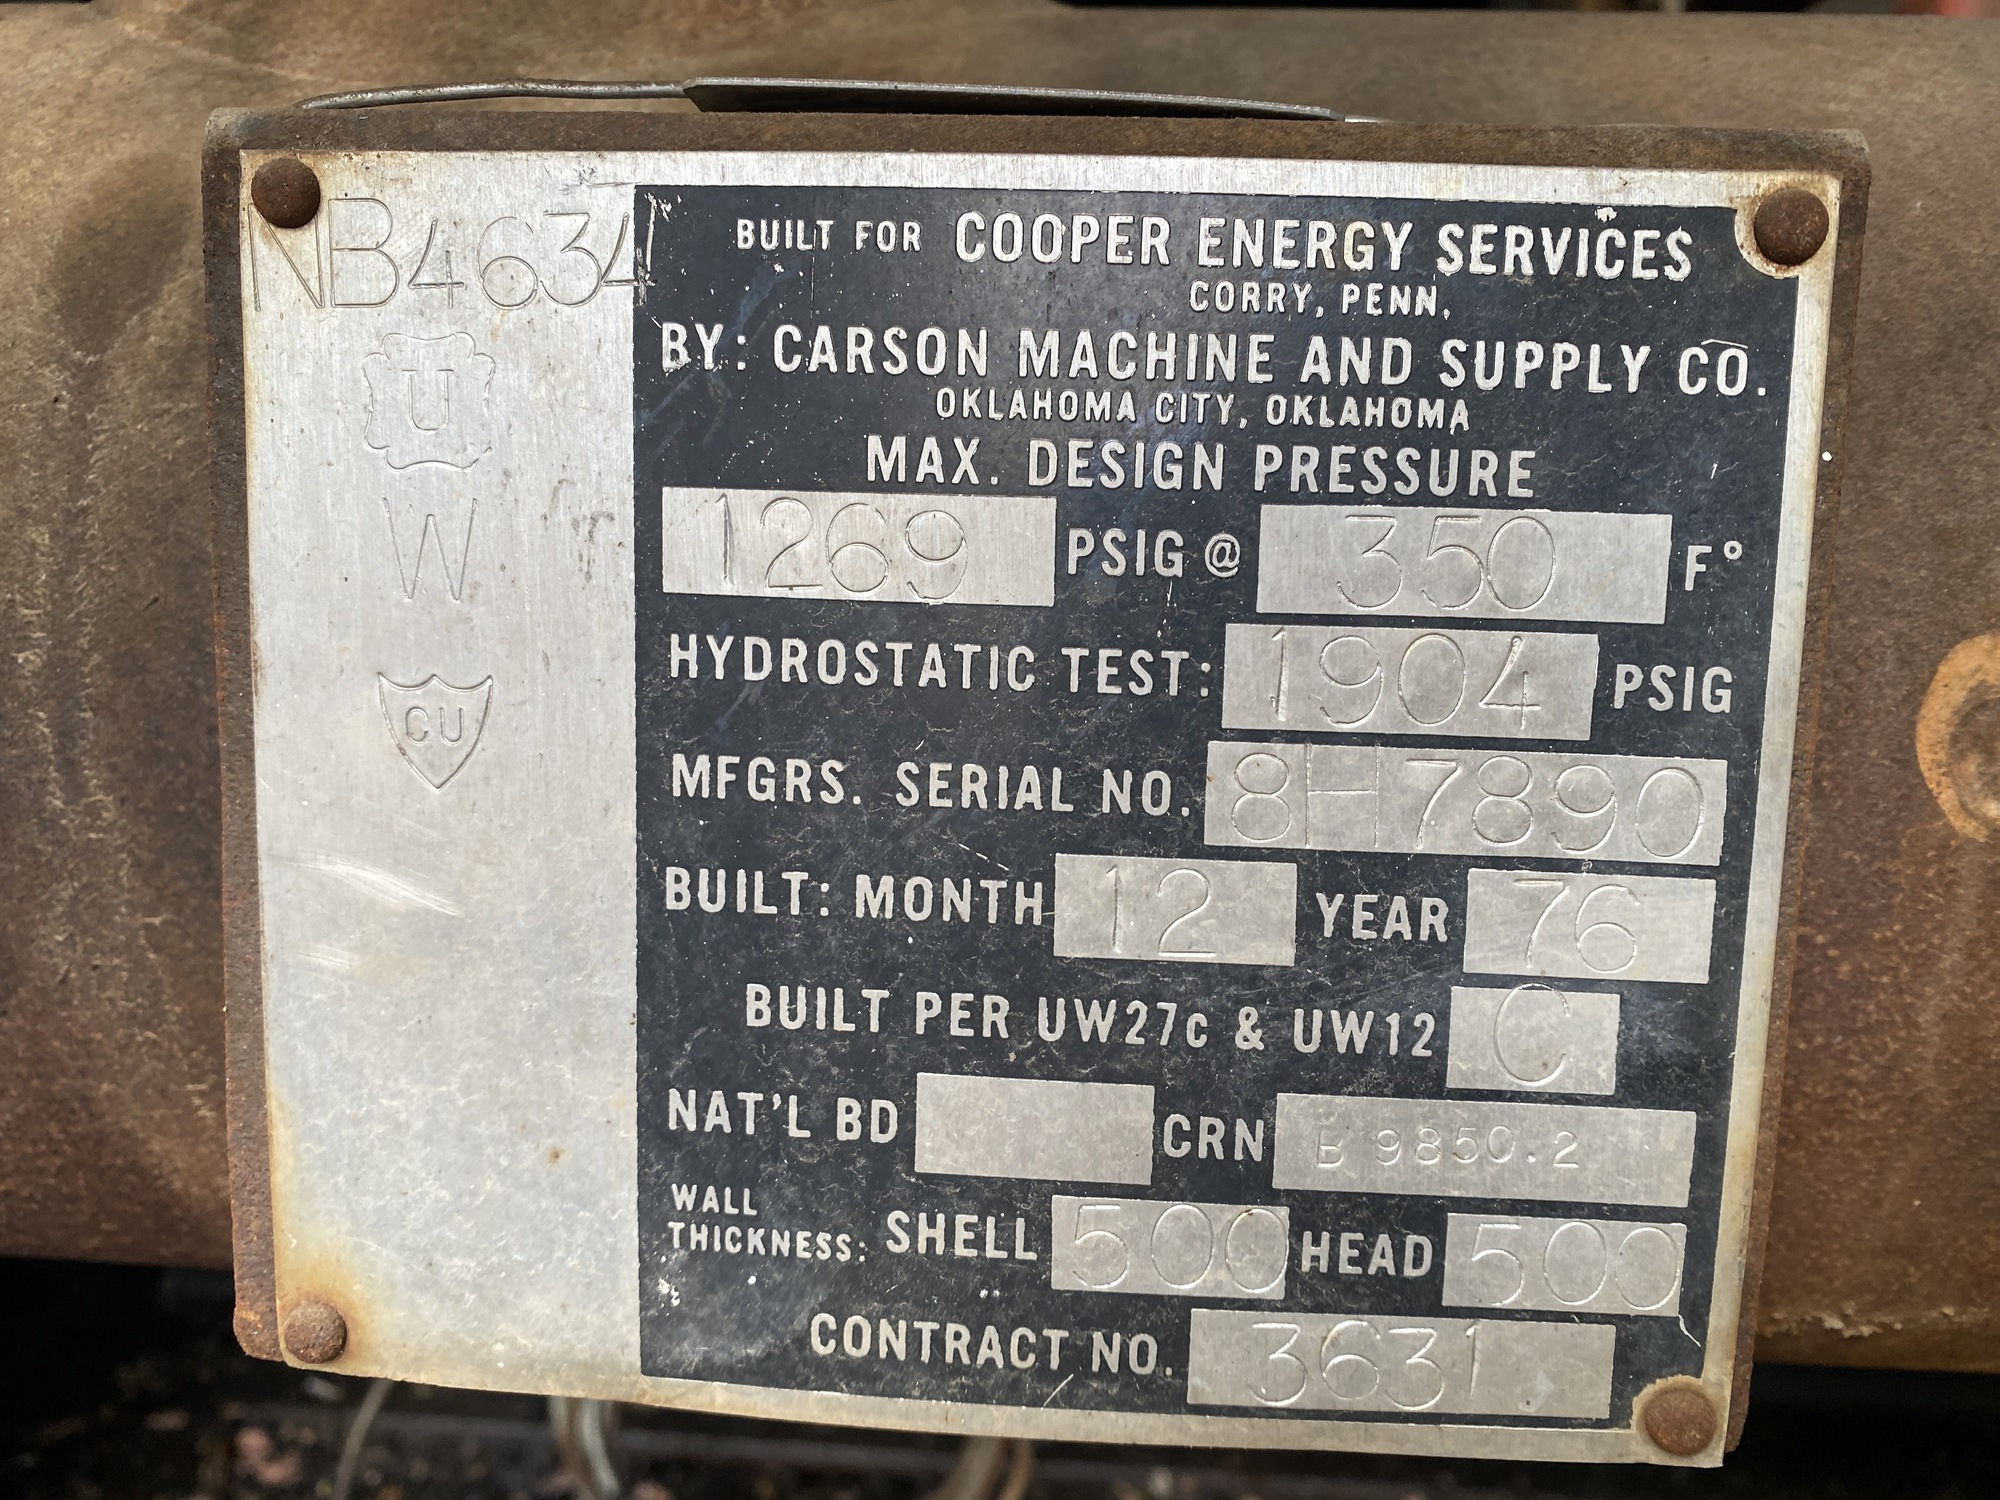 NB4634
U
W
CU
BUILT FOR COOPER ENERGY SERVICES
CORRY, PENN.
BY: CARSON MACHINE AND SUPPLY CO.
OKLAHOMA CITY, OKLAHOMA
MAX. DESIGN PRESSURE
1269 PSIG @ 350 F°
HYDROSTATIC TEST: 1904 PSIG
MFGRS. SERIAL NO. 8H7890
BUILT: MONTH 12 YEAR 76
BUILT PER UW27c & UW12 C
NAT'L BD CRN B 9850.2
WALL THICKNESS: SHELL 500 HEAD 500
CONTRACT NO. 3631